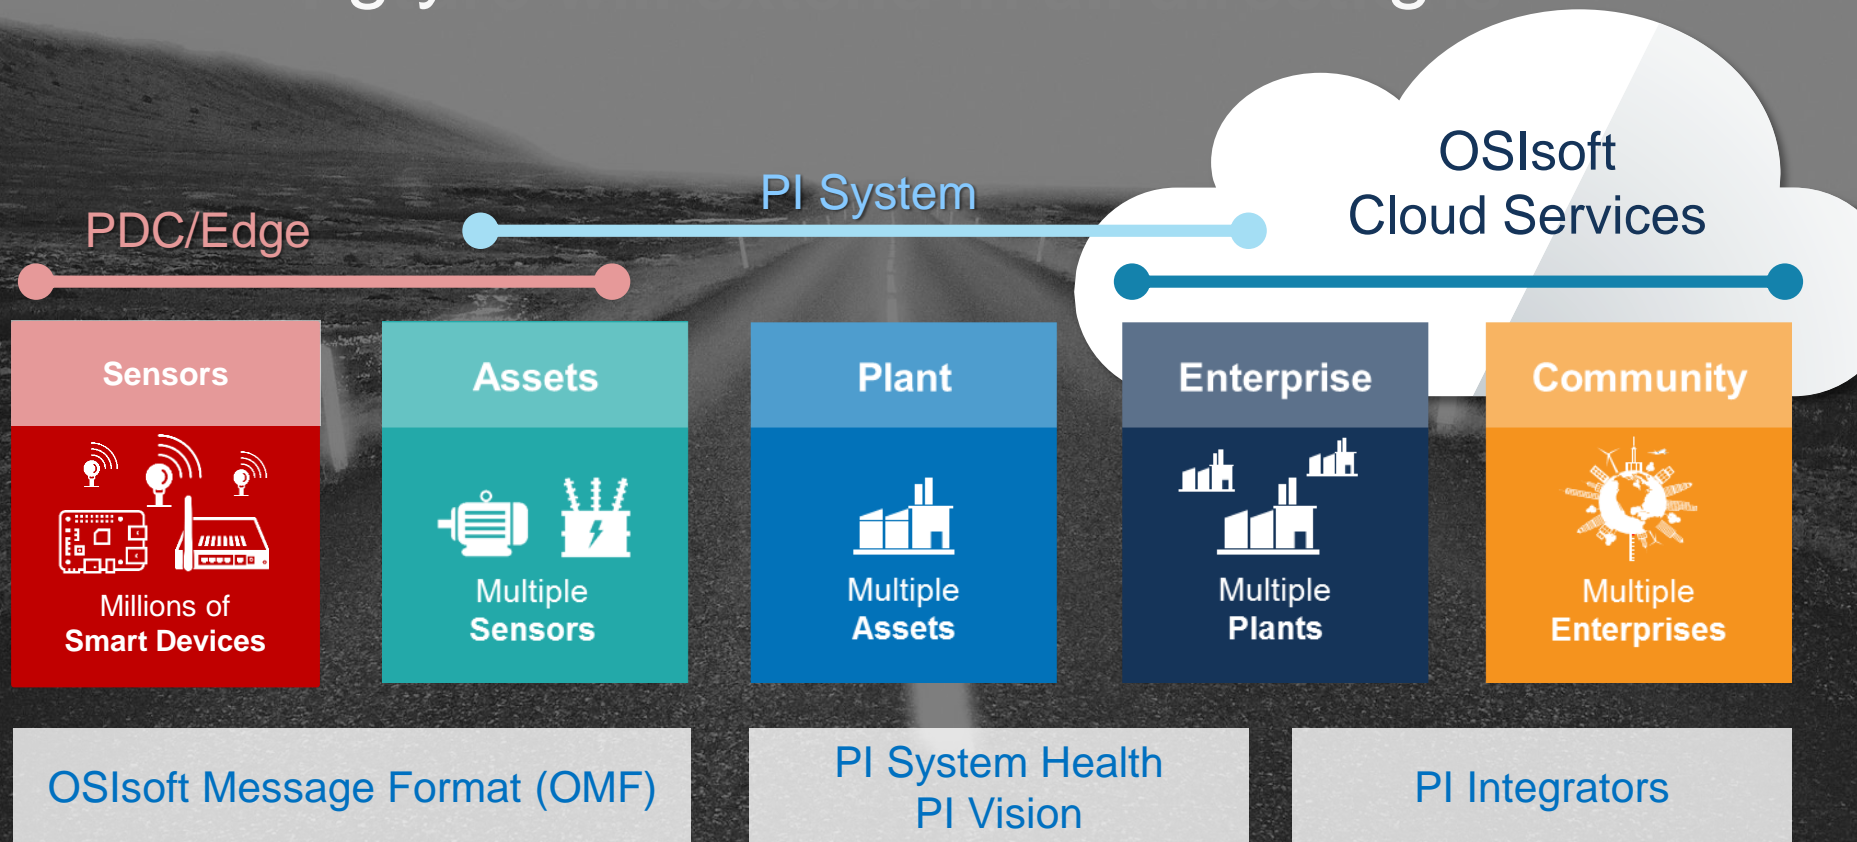 OSIsoft
Cloud Services
PI System
PDC/Edge
Sensors
Millions of
Smart Devices
Assets
Multiple
Sensors
Plant
Multiple
Assets
Enterprise
Multiple
Plants
Community
Multiple
Enterprises
OSIsoft Message Format (OMF)
PI System Health
PI Vision
PI Integrators